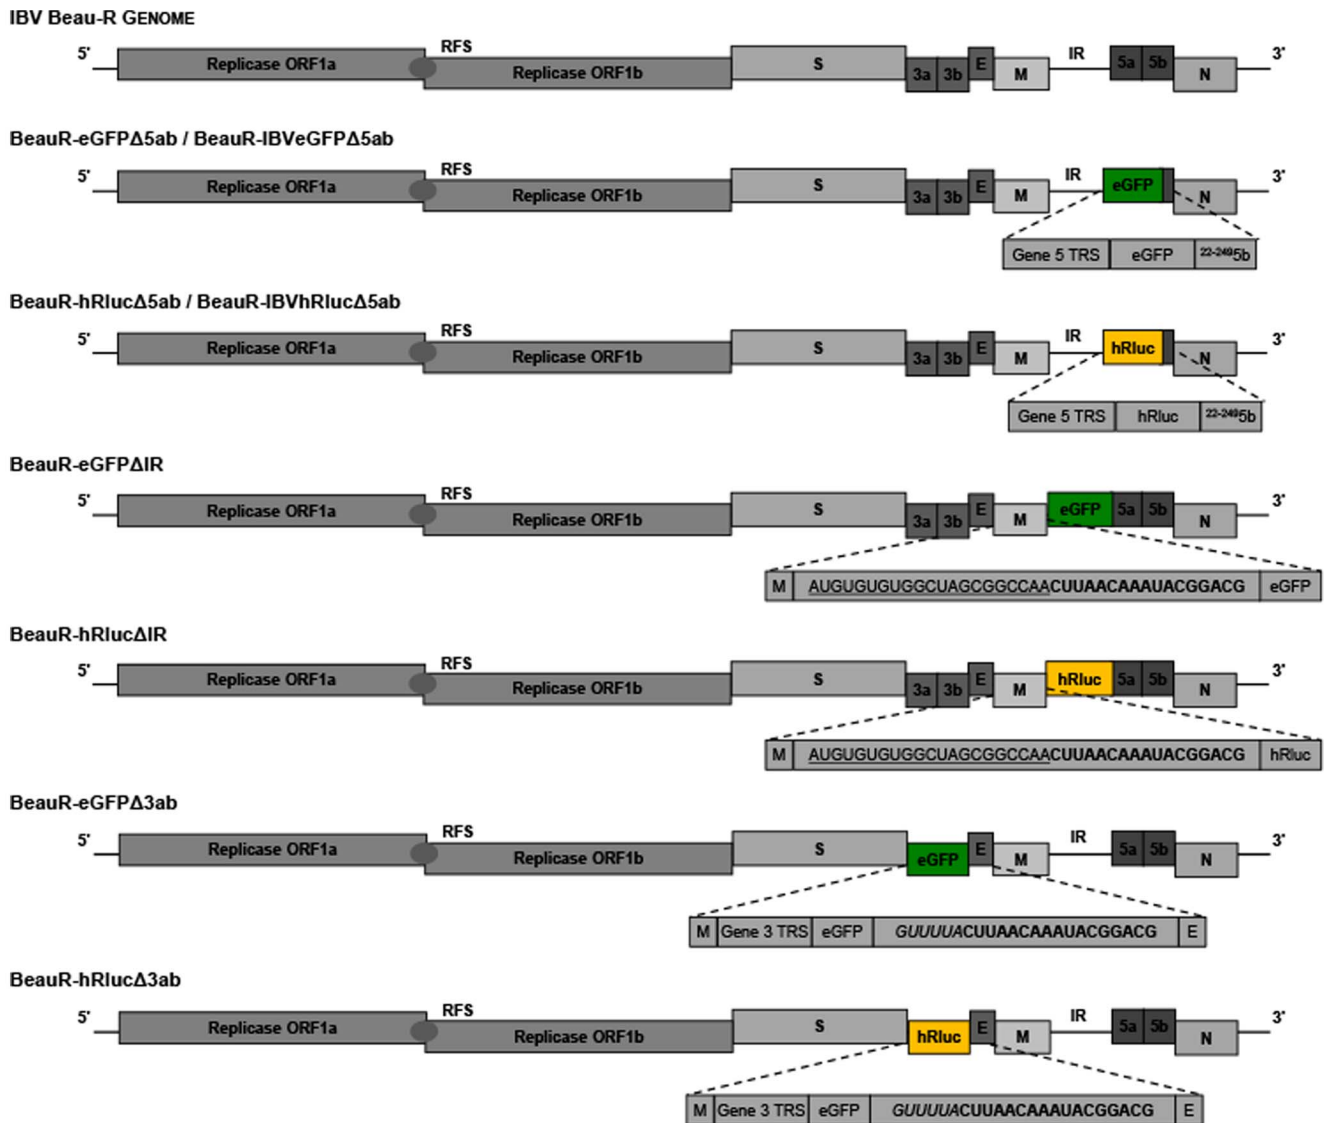 IBV Beau-R GENOME
5' Replicase ORF1a RFS Replicase ORF1b S 3a 3b E M IR 5a 5b N 3'
BeauR-eGFPΔ5ab / BeauR-IBVeGFPΔ5ab
5' Replicase ORF1a RFS Replicase ORF1b S 3a 3b E M IR eGFP N 3'
Gene 5 TRS eGFP ²²⁻²⁴⁹5b
BeauR-hRlucΔ5ab / BeauR-IBVhRlucΔ5ab
5' Replicase ORF1a RFS Replicase ORF1b S 3a 3b E M IR hRluc N 3'
Gene 5 TRS hRluc ²²⁻²⁴⁹5b
BeauR-eGFPΔIR
5' Replicase ORF1a RFS Replicase ORF1b S 3a 3b E M eGFP 5a 5b N 3'
M AUGUGUGUGGCUAGCGGCCAACUUAACAAAUACGGACG eGFP
BeauR-hRlucΔIR
5' Replicase ORF1a RFS Replicase ORF1b S 3a 3b E M hRluc 5a 5b N 3'
M AUGUGUGUGGCUAGCGGCCAACUUAACAAAUACGGACG hRluc
BeauR-eGFPΔ3ab
5' Replicase ORF1a RFS Replicase ORF1b S eGFP E M IR 5a 5b N 3'
M Gene 3 TRS eGFP GUUUUACUUAACAAAUACGGACG E
BeauR-hRlucΔ3ab
5' Replicase ORF1a RFS Replicase ORF1b S hRluc E M IR 5a 5b N 3'
M Gene 3 TRS eGFP GUUUUACUUAACAAAUACGGACG E